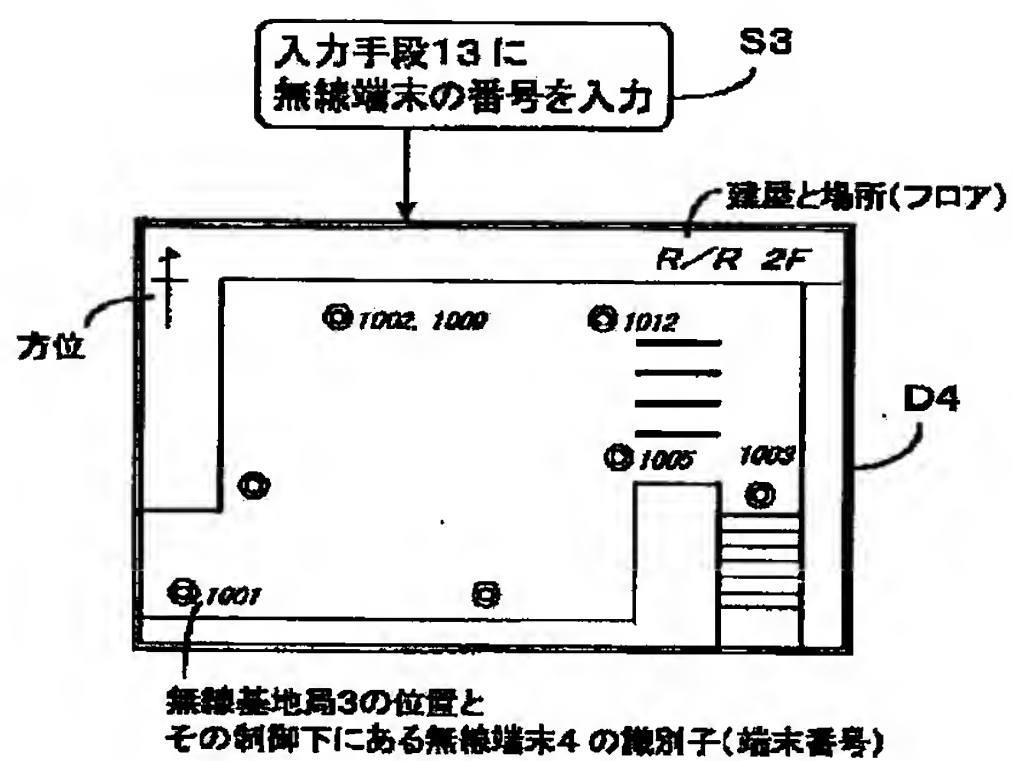 入力手段13に
無線端末の番号を入力
S3
建屋と場所(フロア)
R/R 2F
方位
1002, 1009
1012
D4
1005
1003
1001
無線基地局3の位置と
その制御下にある無線端末4の識別子(端末番号)